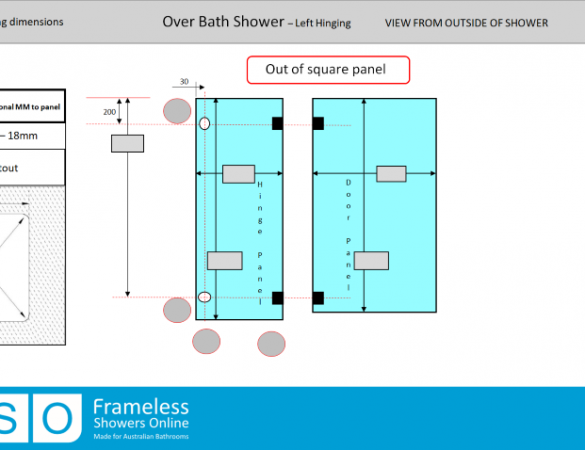 g dimensions
Over Bath Shower – Left Hinging
VIEW FROM OUTSIDE OF SHOWER
Out of square panel
onal MM to panel
– 18mm
tout
30
200
Hinge Panel
Door Panel
SO
Frameless
Showers Online
Made for Australian Bathrooms